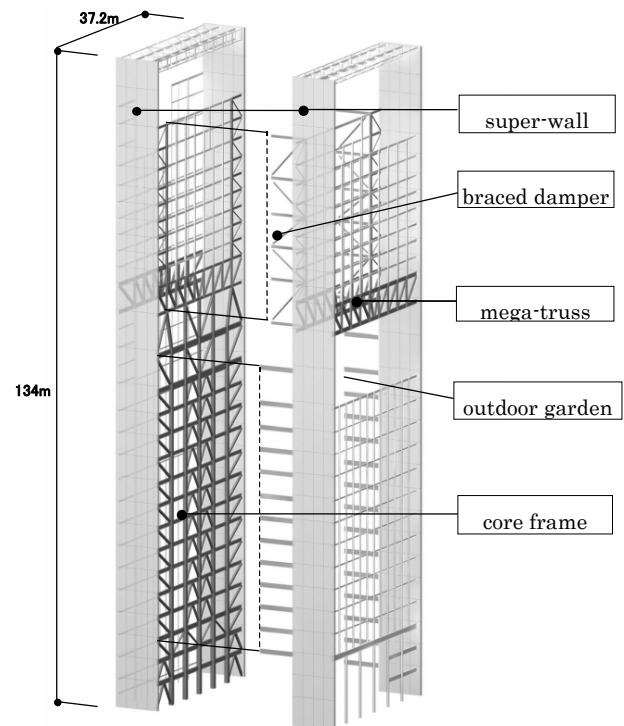 37.2m
super-wall
braced damper
mega-truss
134m
outdoor garden
core frame